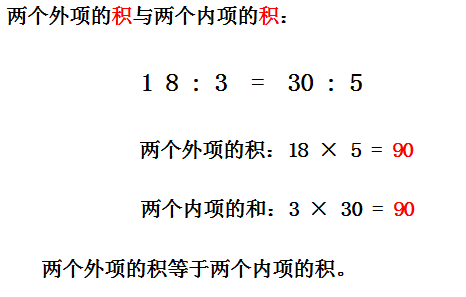 两个外项的积与两个内项的积：
1 8 : 3 = 30 : 5
两个外项的积：18 × 5 = 90
两个内项的和：3 × 30 = 90
两个外项的积等于两个内项的积。